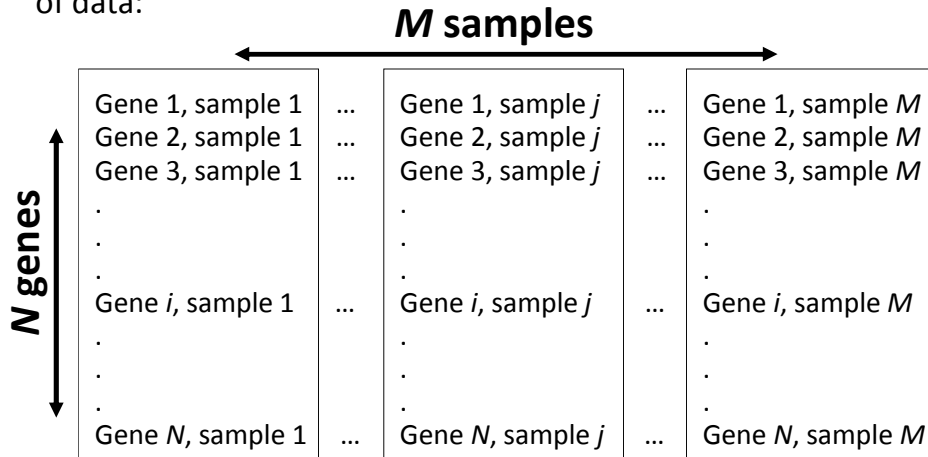 of data:
M samples
Gene 1, sample 1 ... Gene 1, sample j ... Gene 1, sample M
Gene 2, sample 1 ... Gene 2, sample j ... Gene 2, sample M
Gene 3, sample 1 ... Gene 3, sample j ... Gene 3, sample M
. . .
. . .
. . .
N genes
Gene i, sample 1 ... Gene i, sample j ... Gene i, sample M
. . .
. . .
. . .
Gene N, sample 1 ... Gene N, sample j ... Gene N, sample M